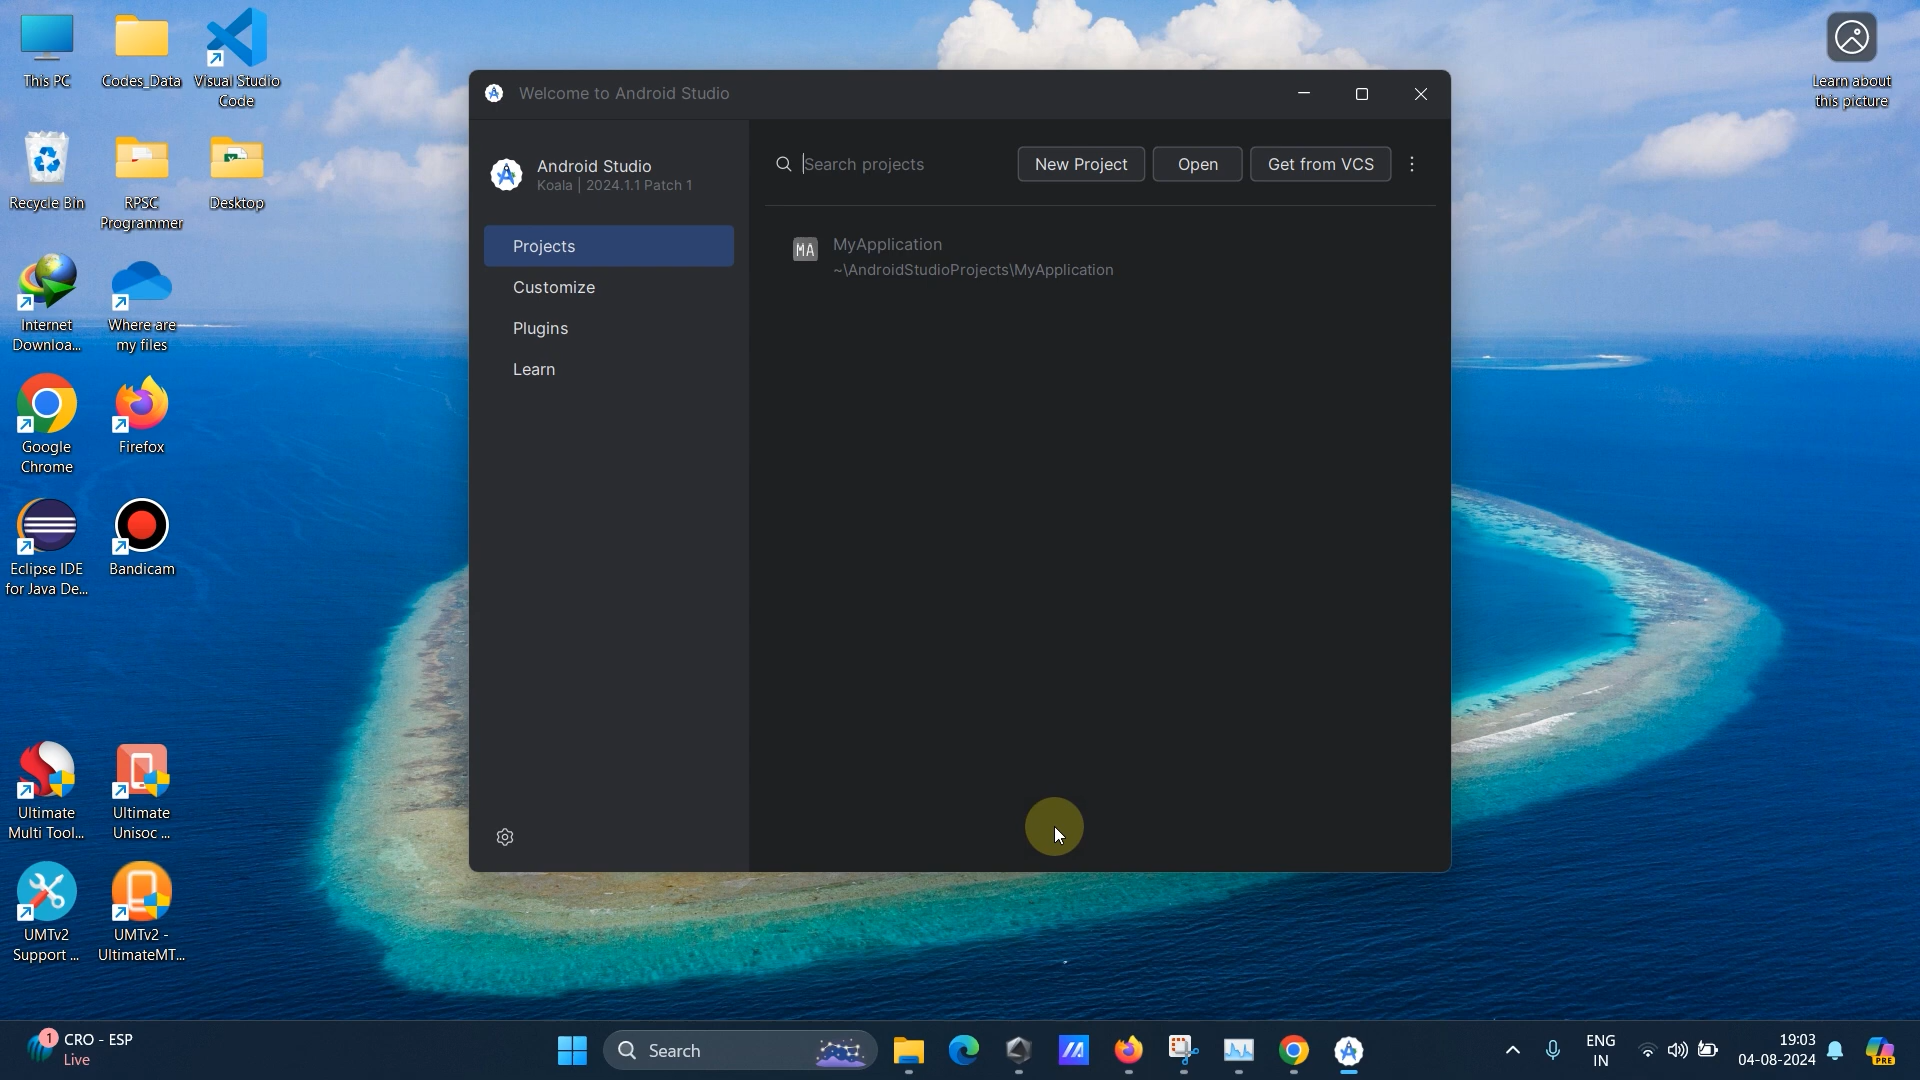 This PC
Codes_Data
Visual Studio
Code
Recycle Bin
RPSC
Programmer
Desktop
Internet
Downloa...
Where are
my files
Google
Chrome
Firefox
Eclipse IDE
for Java De...
Bandicam
Ultimate
Multi Tool...
Ultimate
Unisoc ...
UMTv2
Support ...
UMTv2 -
UltimateMT...
Learn about
this picture
Welcome to Android Studio
Android Studio
Koala | 2024.1.1 Patch 1
Projects
Customize
Plugins
Learn
Search projects
New Project
Open
Get from VCS
MA
MyApplication
~\AndroidStudioProjects\MyApplication
1
CRO - ESP
Live
Search
ENG
IN
19:03
04-08-2024
PRE